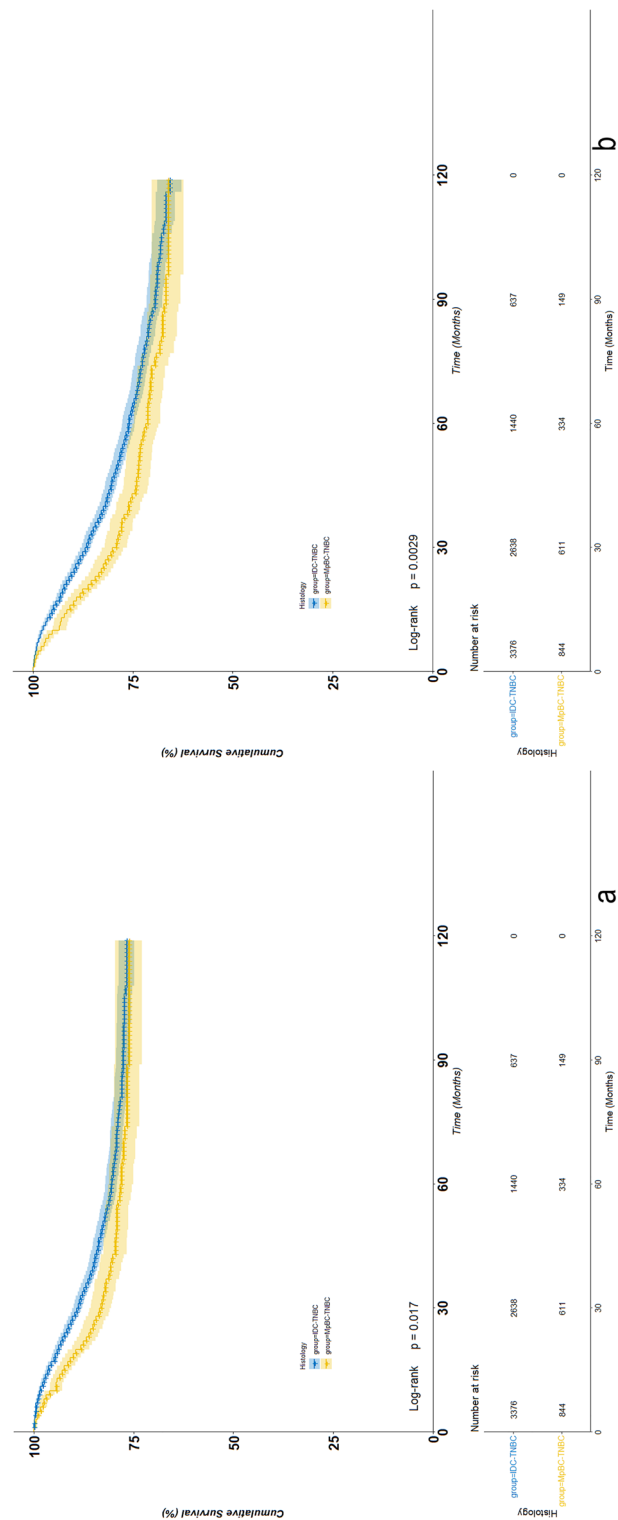 Cumulative Survival (%)
100
75
50
25
0
Histology
group=IDC-TNBC
group=MpBC-TNBC
Log-rank p = 0.017
0 30 60 90 120
Time (Months)
Number at risk
Histology
group=IDC-TNBC 3376 2638 1440 637 0
group=MpBC-TNBC 844 611 334 149 0
0 30 60 90 120
Time (Months)
a
Cumulative Survival (%)
100
75
50
25
0
Histology
group=IDC-TNBC
group=MpBC-TNBC
Log-rank p = 0.0029
0 30 60 90 120
Time (Months)
Number at risk
Histology
group=IDC-TNBC 3376 2638 1440 637 0
group=MpBC-TNBC 844 611 334 149 0
0 30 60 90 120
Time (Months)
b